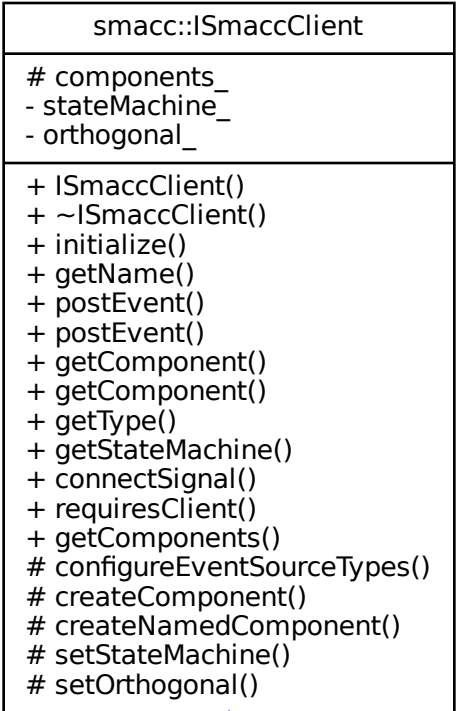 smacc::ISmaccClient
# components_
- stateMachine_
- orthogonal_
+ ISmaccClient()
+ ~ISmaccClient()
+ initialize()
+ getName()
+ postEvent()
+ postEvent()
+ getComponent()
+ getComponent()
+ getType()
+ getStateMachine()
+ connectSignal()
+ requiresClient()
+ getComponents()
# configureEventSourceTypes()
# createComponent()
# createNamedComponent()
# setStateMachine()
# setOrthogonal()